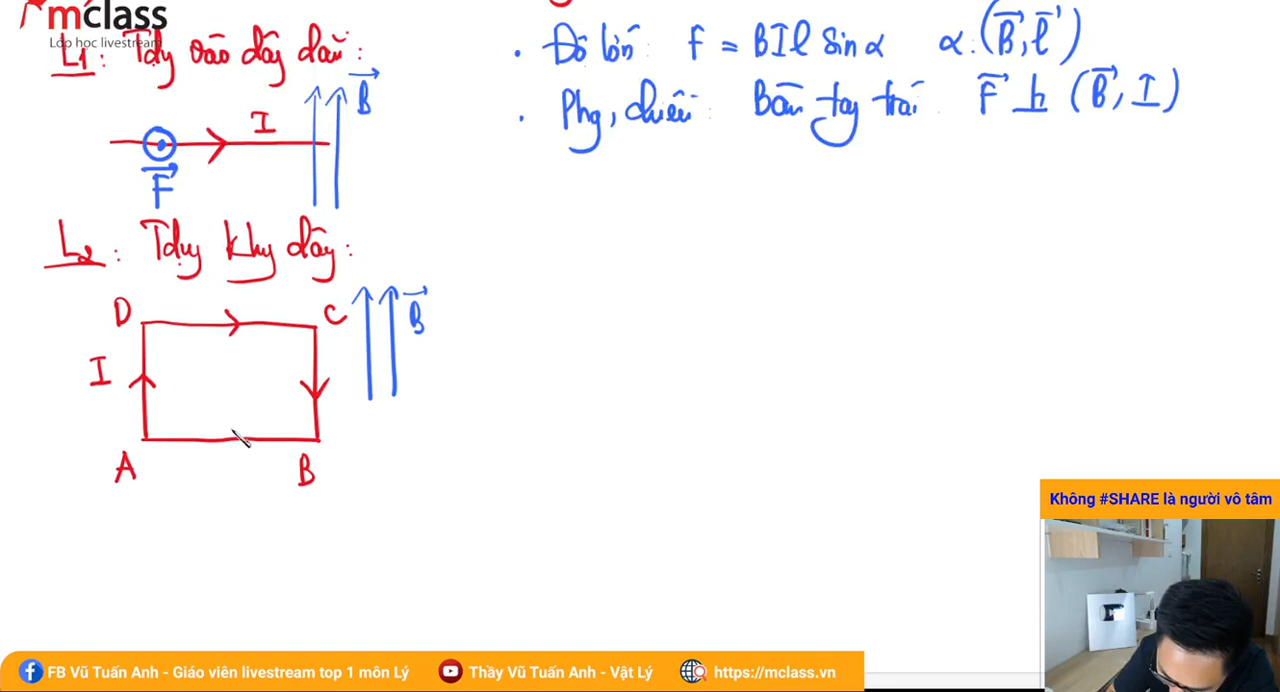 mclass
Lớp học livestream
L1: Tdụ vào dây dẫn:
I
B
F
L2: Tdụ khg dây:
D
C
I
B
A
B
. Độ lớn: F = BIl sin α α: (B, l)
. Phg, chiều: Bàn tay trái: F ⊥ (B, I)
Không #SHARE là người vô tâm
FB Vũ Tuấn Anh - Giáo viên livestream top 1 môn Lý
Thầy Vũ Tuấn Anh - Vật Lý
https://mclass.vn